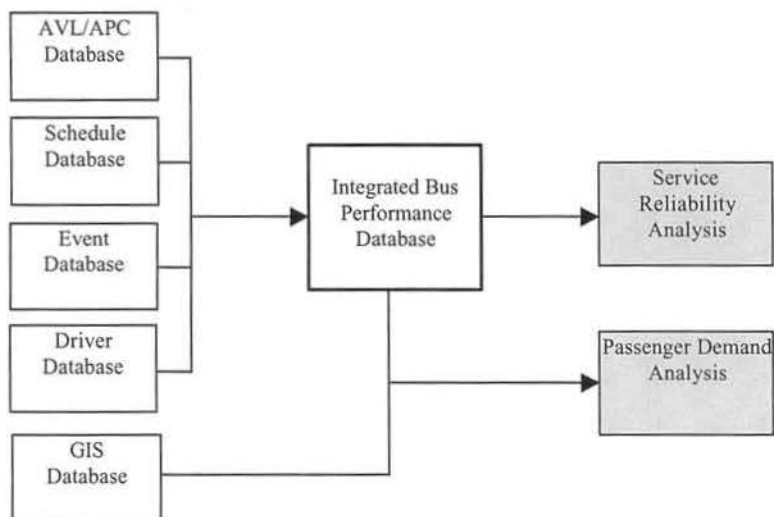 AVL/APC
Database
Schedule
Database
Event
Database
Driver
Database
GIS
Database
Integrated Bus
Performance
Database
Service
Reliability
Analysis
Passenger Demand
Analysis